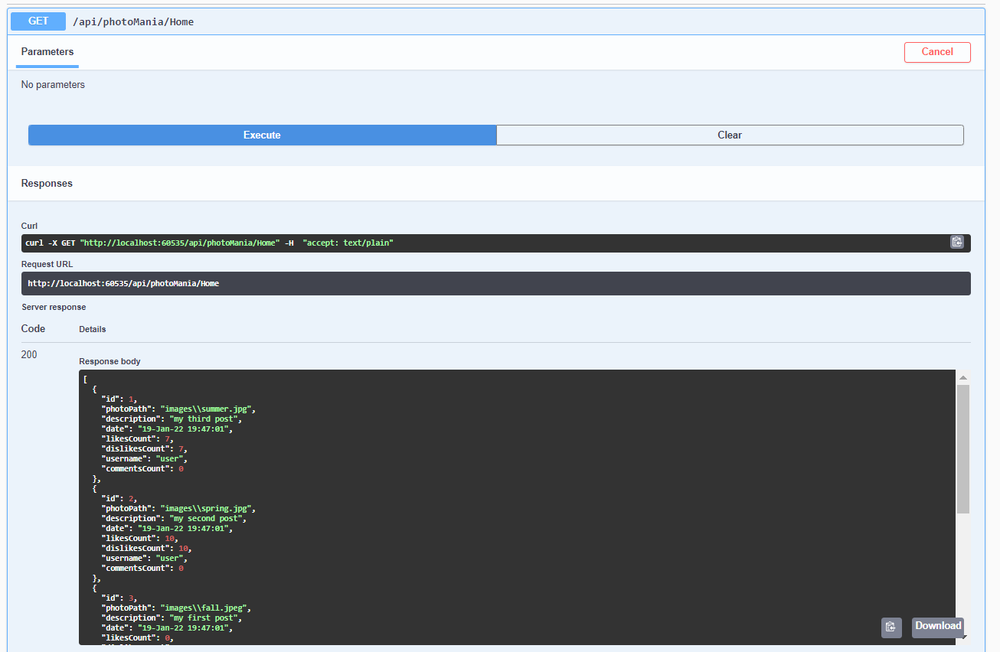 GET /api/photoMania/Home
Parameters
Cancel
No parameters
Execute
Clear
Responses
Curl
curl -X GET "http://localhost:60535/api/photoMania/Home" -H  "accept: text/plain"
Request URL
http://localhost:60535/api/photoMania/Home
Server response
Code Details
200
Response body
[
  {
    "id": 1,
    "photoPath": "images\\summer.jpg",
    "description": "my third post",
    "date": "19-Jan-22 19:47:01",
    "likesCount": 7,
    "dislikesCount": 7,
    "username": "user",
    "commentsCount": 0
  },
  {
    "id": 2,
    "photoPath": "images\\spring.jpg",
    "description": "my second post",
    "date": "19-Jan-22 19:47:01",
    "likesCount": 10,
    "dislikesCount": 10,
    "username": "user",
    "commentsCount": 0
  },
  {
    "id": 3,
    "photoPath": "images\\fall.jpeg",
    "description": "my first post",
    "date": "19-Jan-22 19:47:01",
    "likesCount": 0,
Download